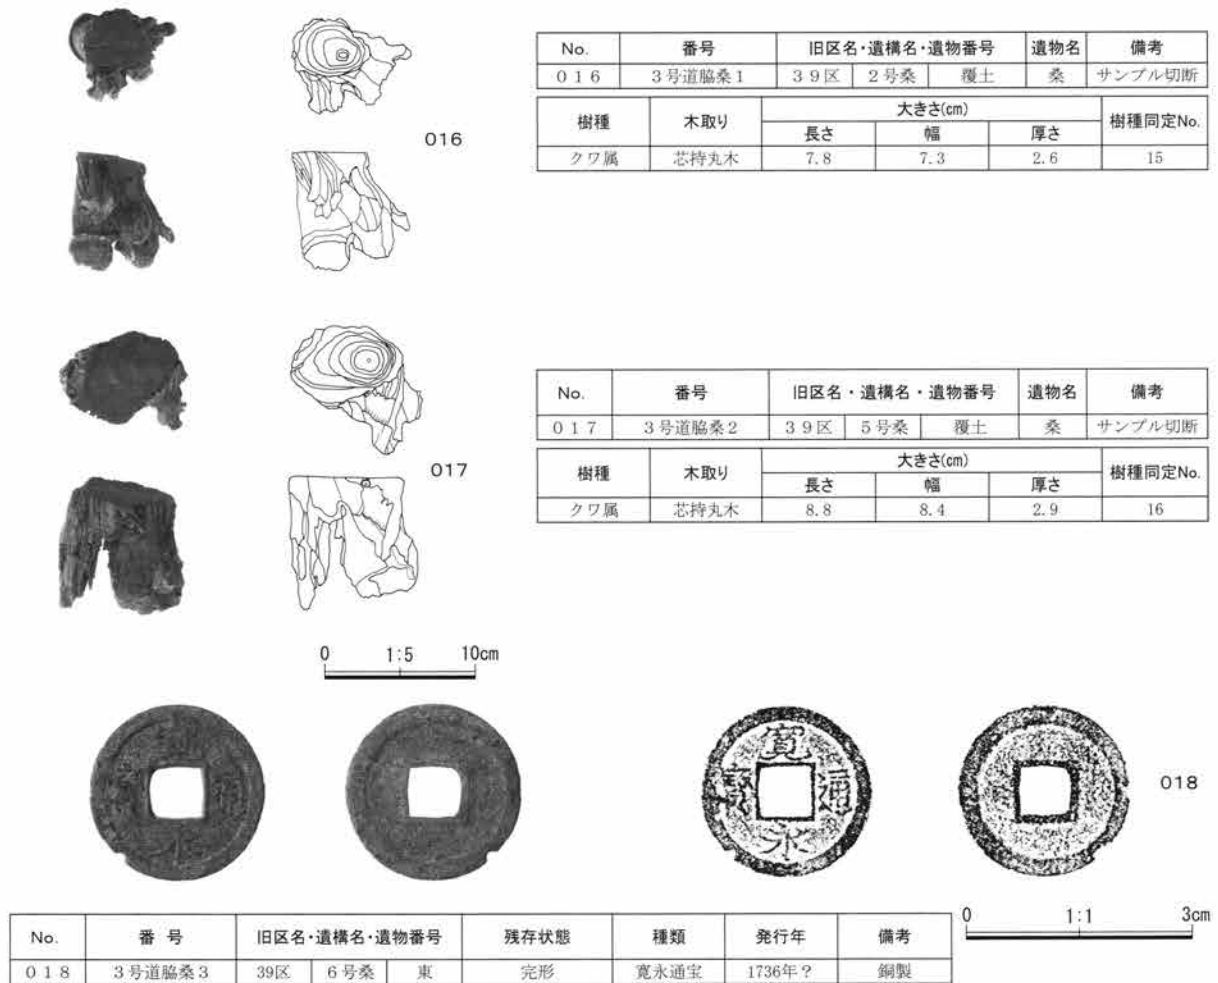 No. 番号 旧区名・遺構名・遺物番号 遺物名 備考
016 3号道脇桑1 39区 2号桑 覆土 桑 サンプル切断
樹種 木取り 大きさ(cm) 樹種同定No.
長さ 幅 厚さ
クワ属 芯持丸木 7.8 7.3 2.6 15
016
No. 番号 旧区名・遺構名・遺物番号 遺物名 備考
017 3号道脇桑2 39区 5号桑 覆土 桑 サンプル切断
樹種 木取り 大きさ(cm) 樹種同定No.
長さ 幅 厚さ
クワ属 芯持丸木 8.8 8.4 2.9 16
017
0 1:5 10cm
寛永通寳
018
0 1:1 3cm
No. 番号 旧区名・遺構名・遺物番号 残存状態 種類 発行年 備考
018 3号道脇桑3 39区 6号桑 東 完形 寛永通宝 1736年? 銅製